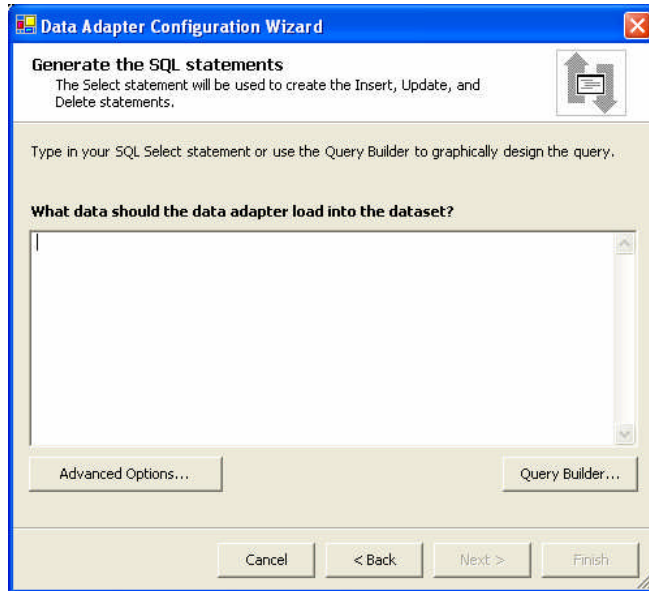 Data Adapter Configuration Wizard
Generate the SQL statements
The Select statement will be used to create the Insert, Update, and
Delete statements.
Type in your SQL Select statement or use the Query Builder to graphically design the query.
What data should the data adapter load into the dataset?
Advanced Options...
Query Builder...
Cancel
< Back
Next >
Finish